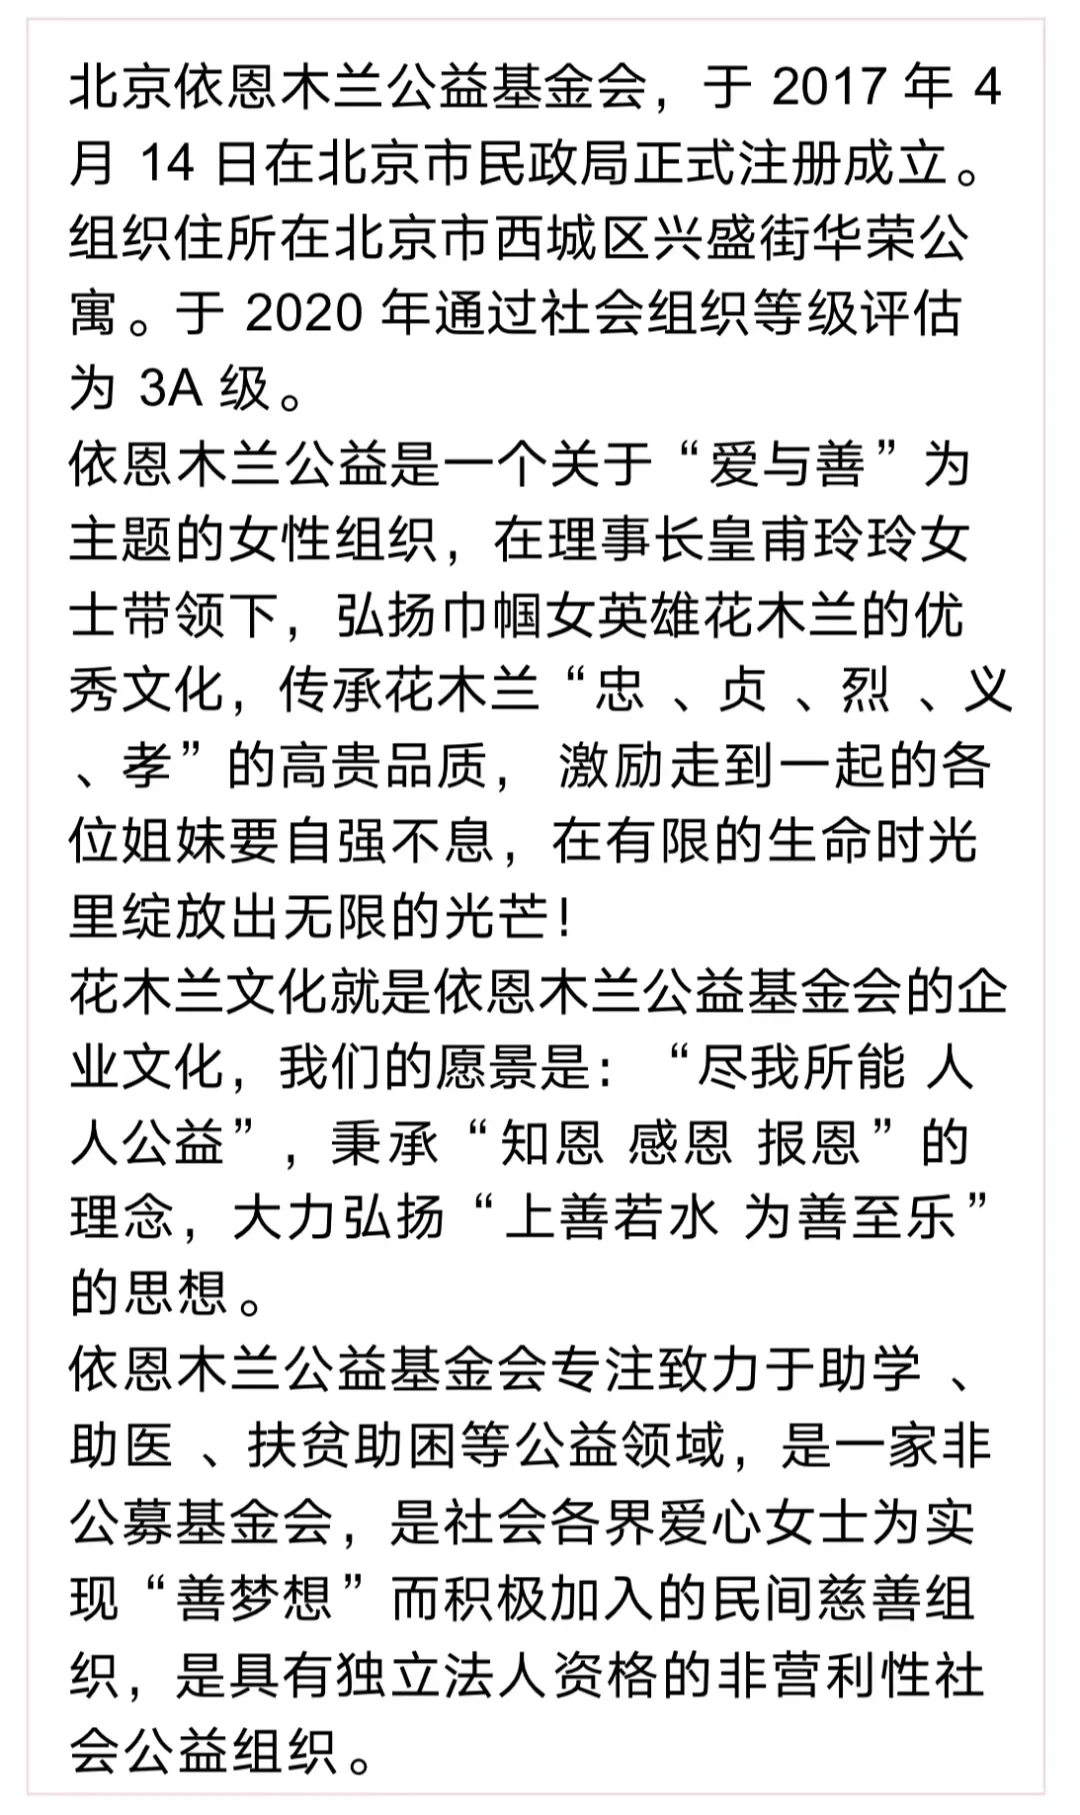 北京依恩木兰公益基金会，于 2017 年 4
月 14 日在北京市民政局正式注册成立。
组织住所在北京市西城区兴盛街华荣公
寓。于 2020 年通过社会组织等级评估
为 3A 级。
依恩木兰公益是一个关于“爱与善”为
主题的女性组织，在理事长皇甫玲玲女
士带领下，弘扬巾帼女英雄花木兰的优
秀文化，传承花木兰“忠 、贞 、烈 、义
、孝”的高贵品质， 激励走到一起的各
位姐妹要自强不息，在有限的生命时光
里绽放出无限的光芒！
花木兰文化就是依恩木兰公益基金会的企
业文化，我们的愿景是：“尽我所能 人
人公益”，秉承“知恩 感恩 报恩”的
理念，大力弘扬“上善若水 为善至乐”
的思想。
依恩木兰公益基金会专注致力于助学 、
助医 、扶贫助困等公益领域，是一家非
公募基金会，是社会各界爱心女士为实
现“善梦想”而积极加入的民间慈善组
织，是具有独立法人资格的非营利性社
会公益组织。